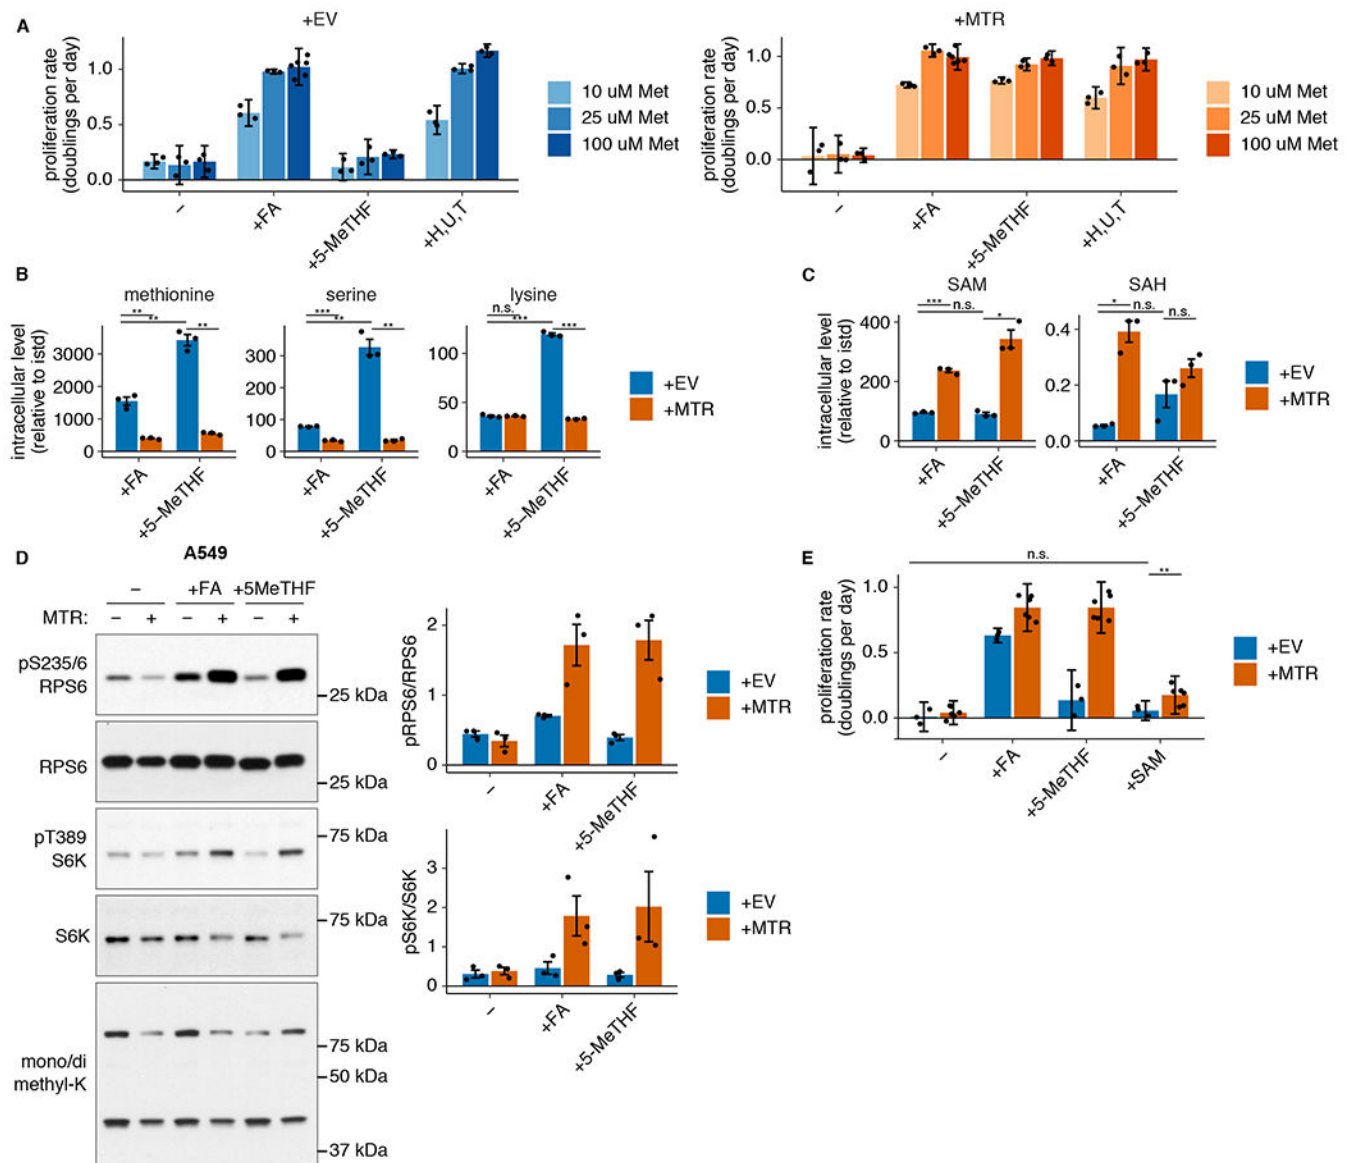 A
+EV
proliferation rate
(doublings per day)
1.0
0.5
0.0
–
+FA
+5-MeTHF
+H,U,T
10 uM Met
25 uM Met
100 uM Met
+MTR
proliferation rate
(doublings per day)
1.0
0.5
0.0
–
+FA
+5-MeTHF
+H,U,T
10 uM Met
25 uM Met
100 uM Met
B
intracellular level
(relative to istd)
methionine
**
**
**
3000
2000
1000
0
+FA
+5–MeTHF
serine
***
**
**
300
200
100
0
+FA
+5–MeTHF
lysine
n.s.
***
***
100
50
0
+FA
+5–MeTHF
+EV
+MTR
C
intracellular level
(relative to istd)
SAM
***
n.s.
*
400
200
0
+FA
+5-MeTHF
SAH
*
n.s.
n.s.
0.4
0.2
0.0
+FA
+5-MeTHF
+EV
+MTR
D
A549
– +FA +5MeTHF
MTR: – + – + – +
pS235/6
RPS6
25 kDa
RPS6
25 kDa
pT389
S6K
75 kDa
S6K
75 kDa
mono/di
methyl-K
75 kDa
50 kDa
37 kDa
pRPS6/RPS6
2
1
0
–
+FA
+5-MeTHF
+EV
+MTR
pS6K/S6K
3
2
1
0
–
+FA
+5-MeTHF
+EV
+MTR
E
n.s.
**
proliferation rate
(doublings per day)
1.0
0.5
0.0
–
+FA
+5-MeTHF
+SAM
+EV
+MTR